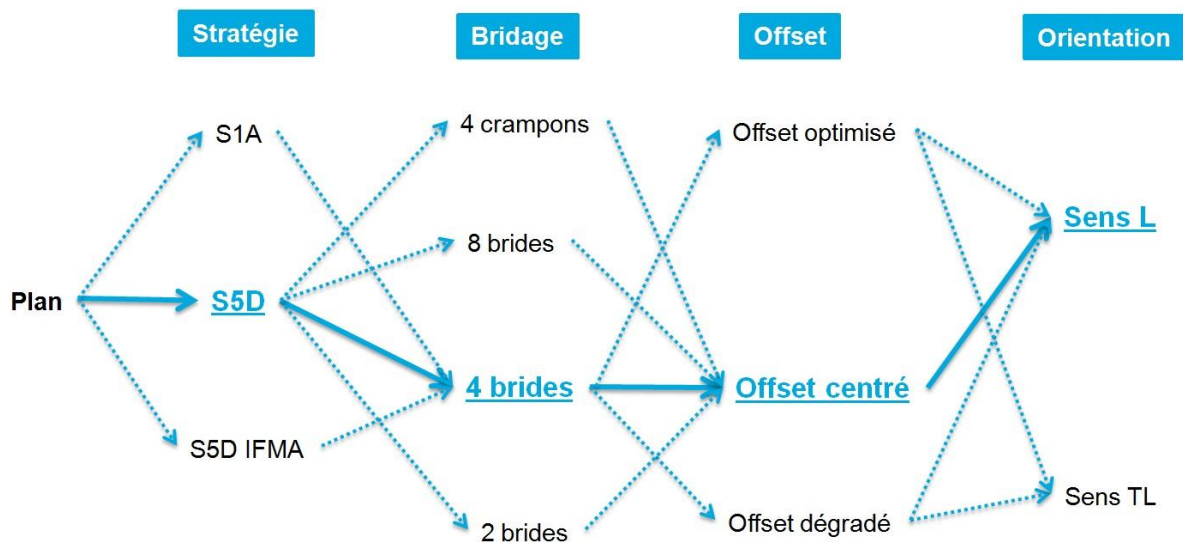 Stratégie
Bridage
Offset
Orientation
S1A
4 crampons
Offset optimisé
Sens L
8 brides
Plan
S5D
4 brides
Offset centré
S5D IFMA
Sens TL
2 brides
Offset dégradé